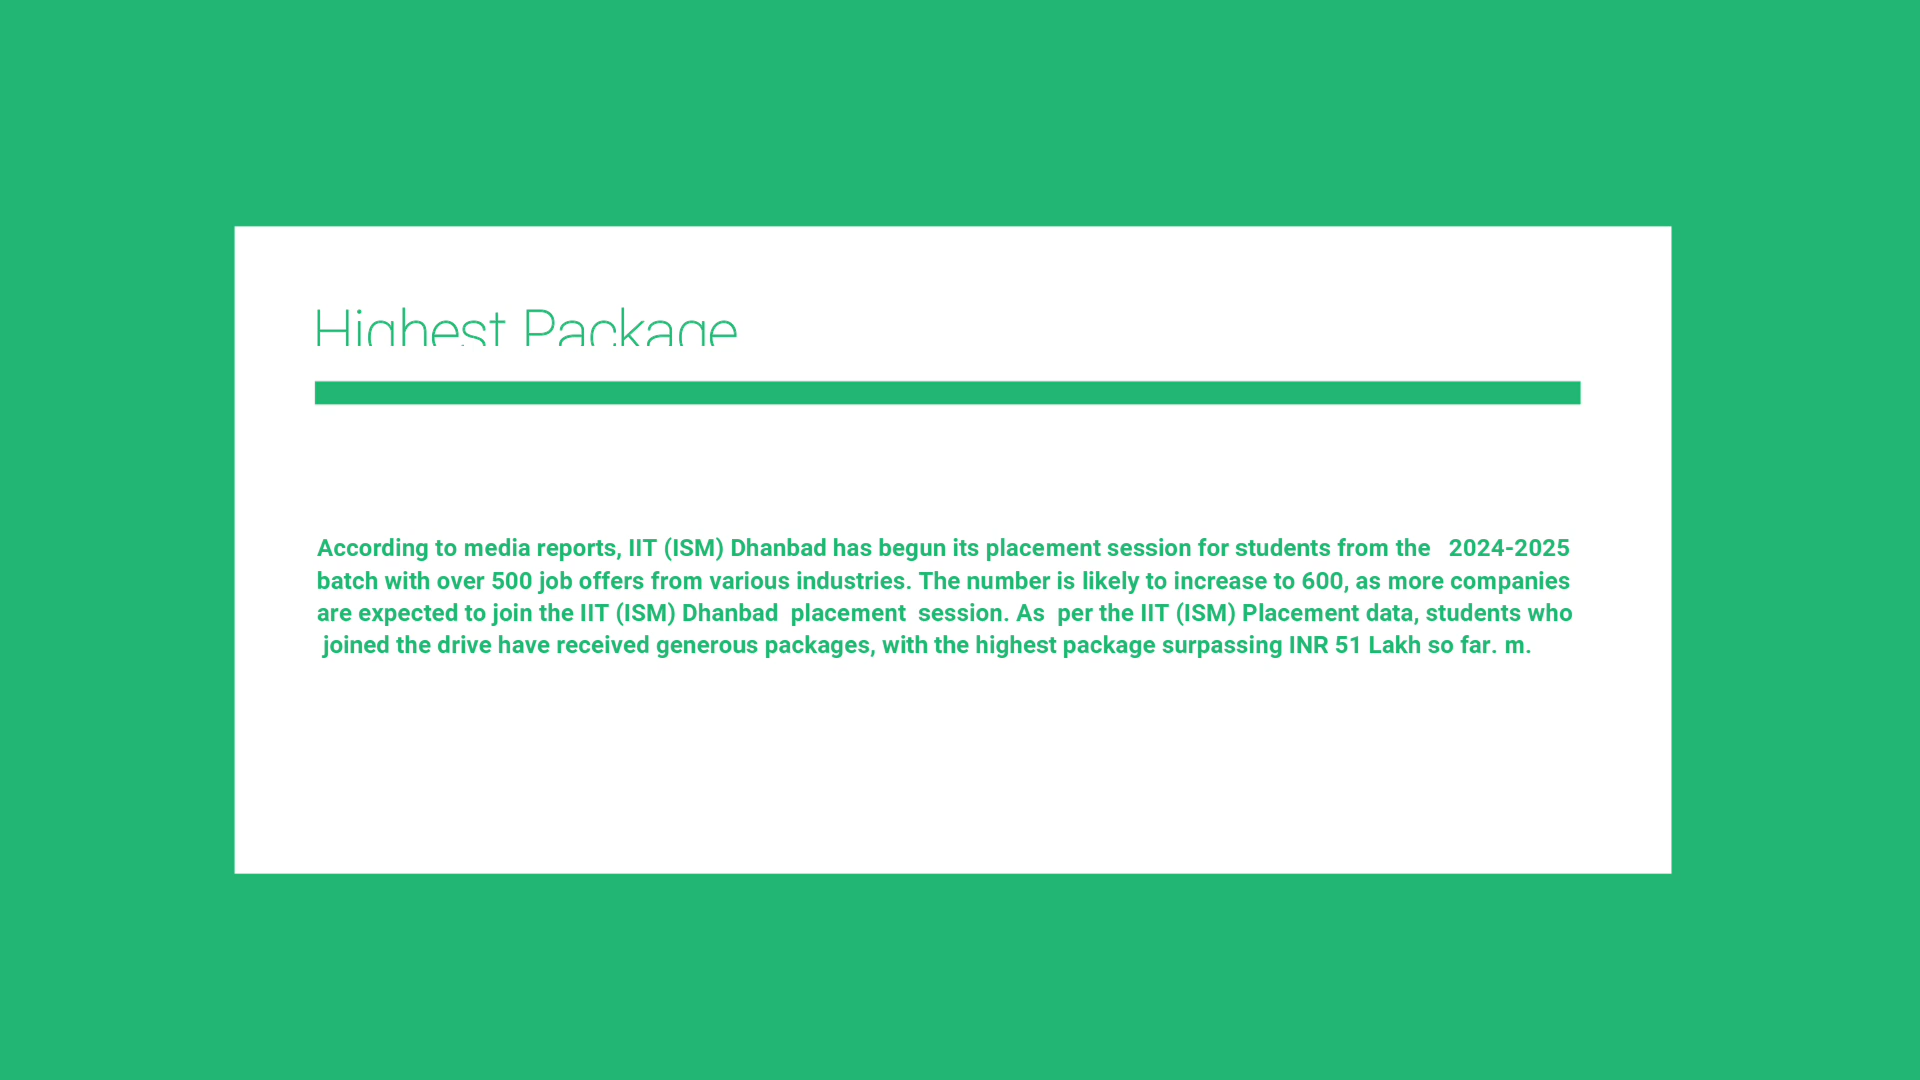 Highest Package
According to media reports, IIT (ISM) Dhanbad has begun its placement session for students from the 2024-2025
batch with over 500 job offers from various industries. The number is likely to increase to 600, as more companies
are expected to join the IIT (ISM) Dhanbad placement session. As per the IIT (ISM) Placement data, students who
joined the drive have received generous packages, with the highest package surpassing INR 51 Lakh so far. m.